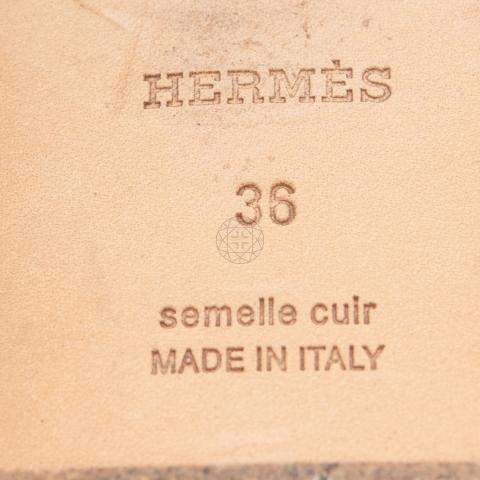 HERMÈS
36
semelle cuir
MADE IN ITALY